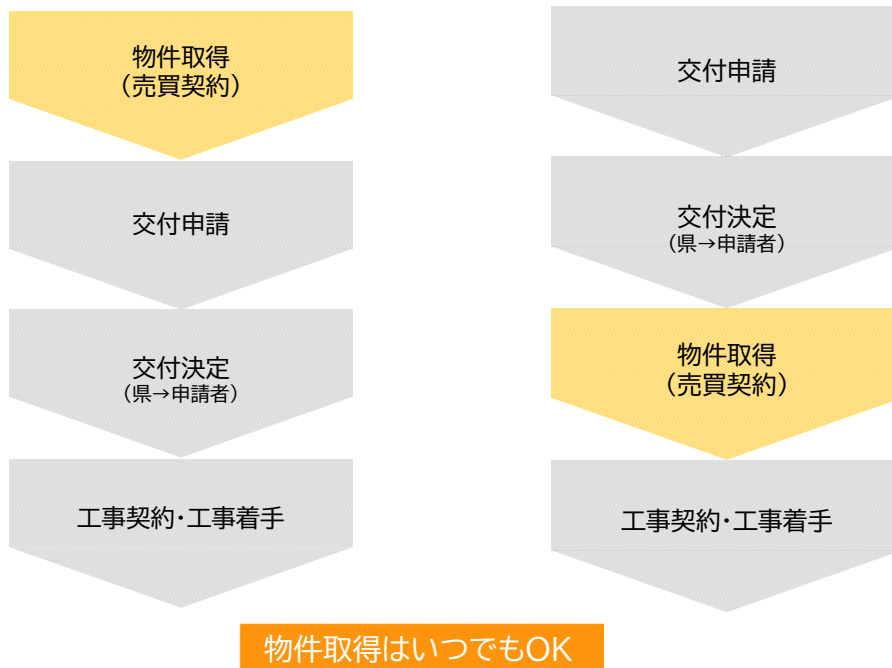 物件取得
（売買契約）
交付申請
交付決定
（県→申請者）
工事契約・工事着手
交付申請
交付決定
（県→申請者）
物件取得
（売買契約）
工事契約・工事着手
物件取得はいつでもOK